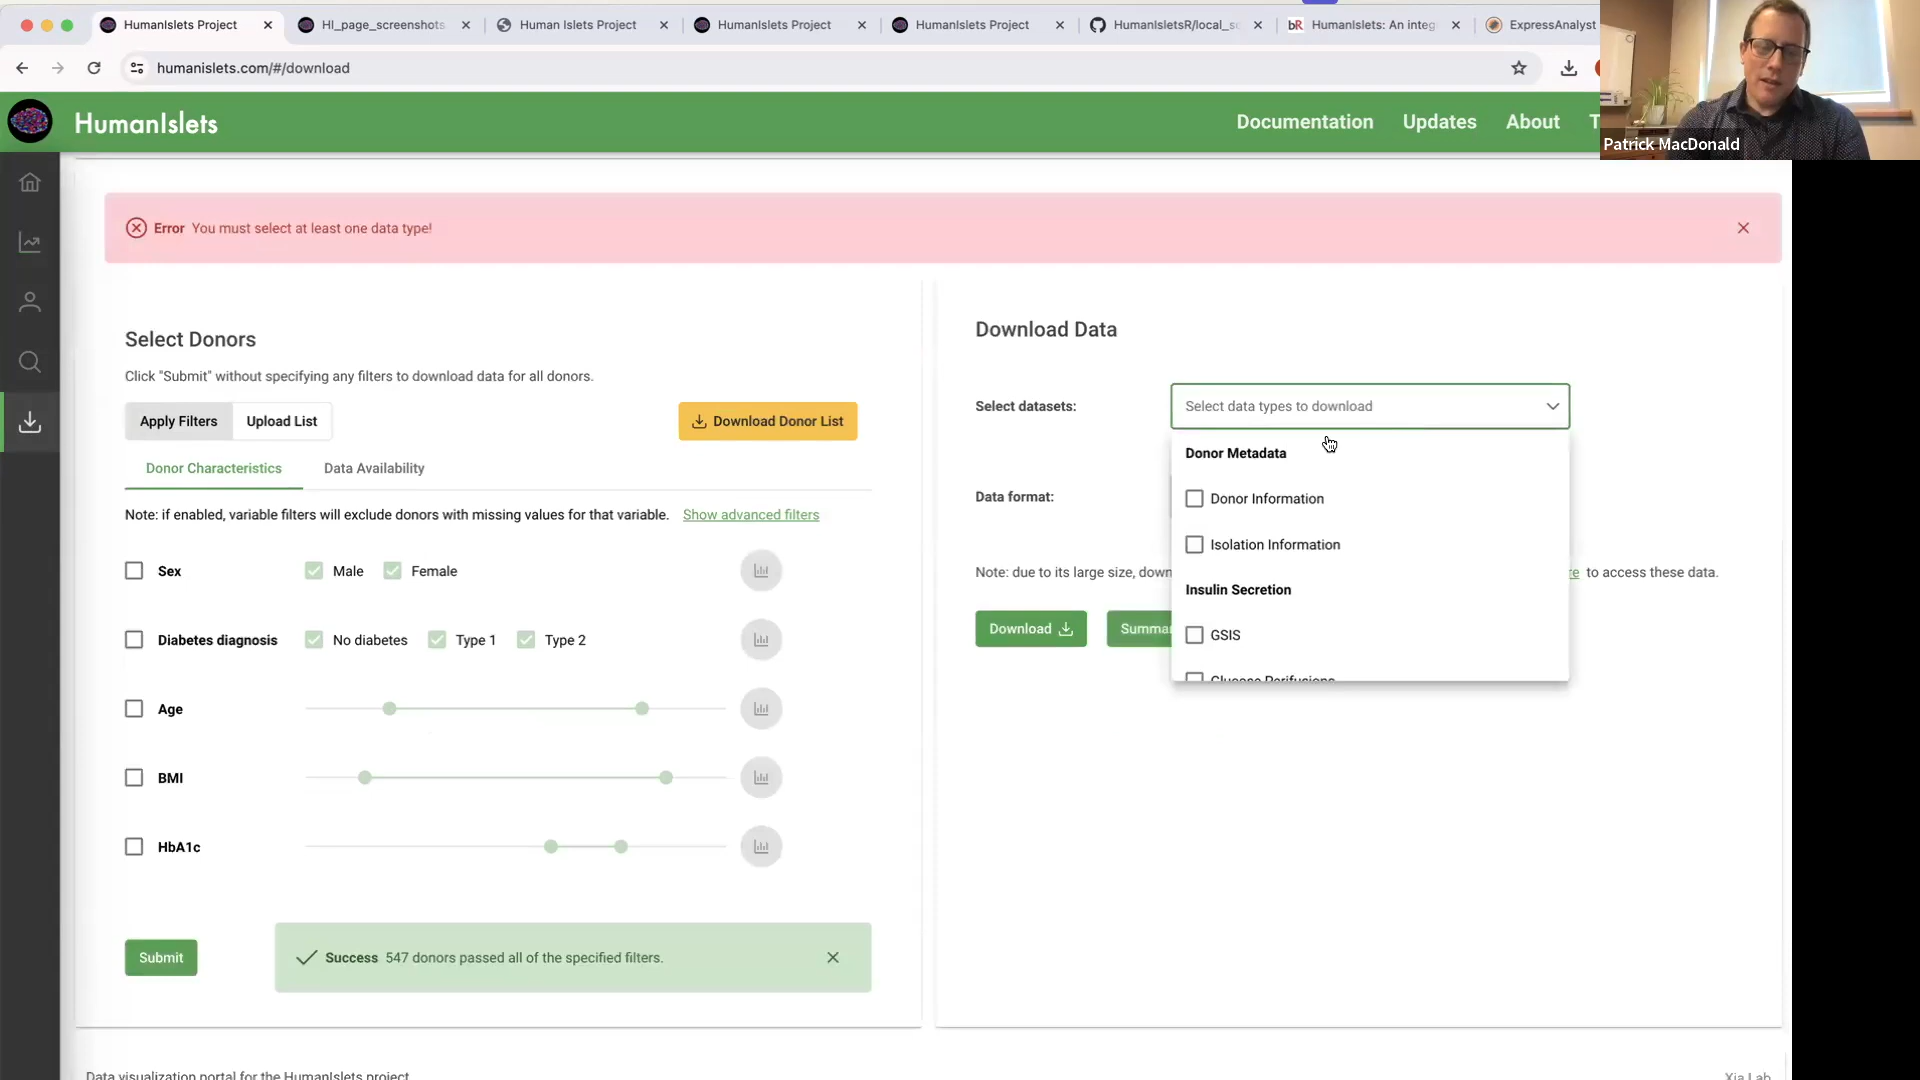 HumanIslets Project
HI_page_screenshots
Human Islets Project
HumanIslets Project
HumanIslets Project
HumanIsletsR/local_s
bR HumanIslets: An integ
ExpressAnalyst
humanislets.com/#/download
HumanIslets
Documentation
Updates
About
T
Patrick MacDonald
Error You must select at least one data type!
Select Donors
Click "Submit" without specifying any filters to download data for all donors.
Apply Filters
Upload List
Download Donor List
Donor Characteristics
Data Availability
Note: if enabled, variable filters will exclude donors with missing values for that variable. Show advanced filters
Sex
Male
Female
Diabetes diagnosis
No diabetes
Type 1
Type 2
Age
BMI
HbA1c
Submit
Success 547 donors passed all of the specified filters.
Download Data
Select datasets:
Select data types to download
Donor Metadata
Donor Information
Isolation Information
Insulin Secretion
GSIS
Glucose Perifusions
Data format:
Note: due to its large size, down
re to access these data.
Download
Summar
Data visualization portal for the HumanIslets project
Xia Lab